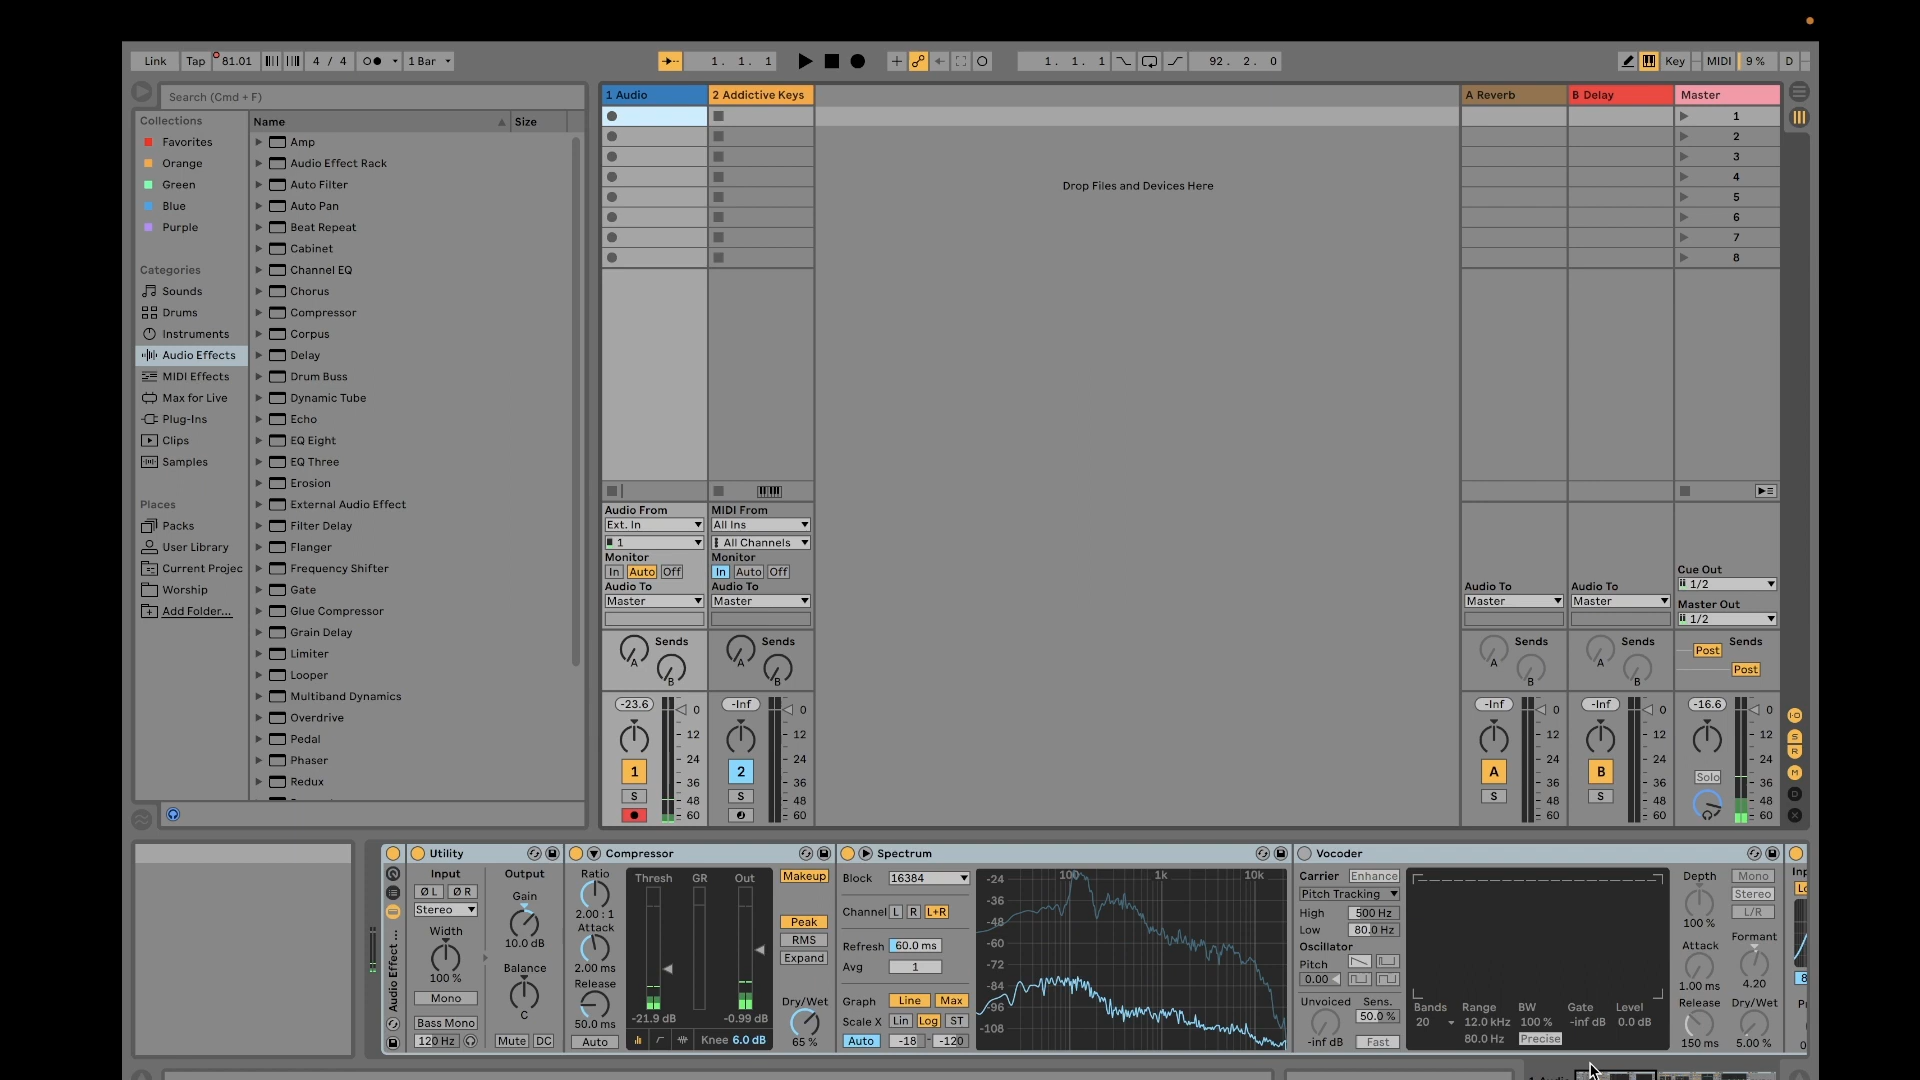 Link Tap 81.01 4 / 4 1 Bar 1. 1. 1 1. 1. 1 92. 2. 0 Key MIDI 9 % D
Search (Cmd + F)
Collections
Favorites
Orange
Green
Blue
Purple
Categories
Sounds
Drums
Instruments
Audio Effects
MIDI Effects
Max for Live
Plug-Ins
Clips
Samples
Places
Packs
User Library
Current Projec
Worship
Add Folder...
Name Size
Amp
Audio Effect Rack
Auto Filter
Auto Pan
Beat Repeat
Cabinet
Channel EQ
Chorus
Compressor
Corpus
Delay
Drum Buss
Dynamic Tube
Echo
EQ Eight
EQ Three
Erosion
External Audio Effect
Filter Delay
Flanger
Frequency Shifter
Gate
Glue Compressor
Grain Delay
Limiter
Looper
Multiband Dynamics
Overdrive
Pedal
Phaser
Redux
1 Audio 2 Addictive Keys A Reverb B Delay Master
1
2
3
4
5
6
7
8
Drop Files and Devices Here
Audio From MIDI From
Ext. In All Ins
1 All Channels
Monitor Monitor
In Auto Off In Auto Off
Audio To Audio To Audio To Audio To
Master Master Master Master
Cue Out
1/2
Master Out
1/2
Sends Sends Sends
A B A B A B A B Post Post
-23.6 -Inf -Inf -Inf -16.6
0 0 0 0 0
12 12 12 12 12
24 24 24 24 24
36 36 36 36 36
48 48 48 48 48
60 60 60 60 60
1 2 A B Solo
S S S S
S
R
M
D
X
Audio Effect ...
Utility
Input Output
Ø L Ø R Gain
Stereo
Width 10.0 dB
100 % Balance
Mono
Bass Mono C
120 Hz Mute DC
Compressor
Ratio Thresh GR Out Makeup
2.00 : 1
Attack Peak
RMS
2.00 ms Expand
Release
50.0 ms -21.9 dB -0.99 dB Dry/Wet
Auto Knee 6.0 dB 65 %
Spectrum
Block 16384
Channel L R L+R
Refresh 60.0 ms
Avg 1
Graph Line Max
Scale X Lin Log ST
Auto -18 -120
100 1k 10k
-24
-36
-48
-60
-72
-84
-96
-108
Vocoder
Carrier Enhance
Pitch Tracking
High 500 Hz
Low 80.0 Hz
Oscillator
Pitch
0.00
Unvoiced Sens.
50.0 %
-inf dB Fast
Bands Range BW Gate Level
20 12.0 kHz 100 % -inf dB 0.0 dB
80.0 Hz Precise
Depth Mono
Stereo
100 % L/R
Attack Formant
1.00 ms 4.20
Release Dry/Wet
150 ms 5.00 %